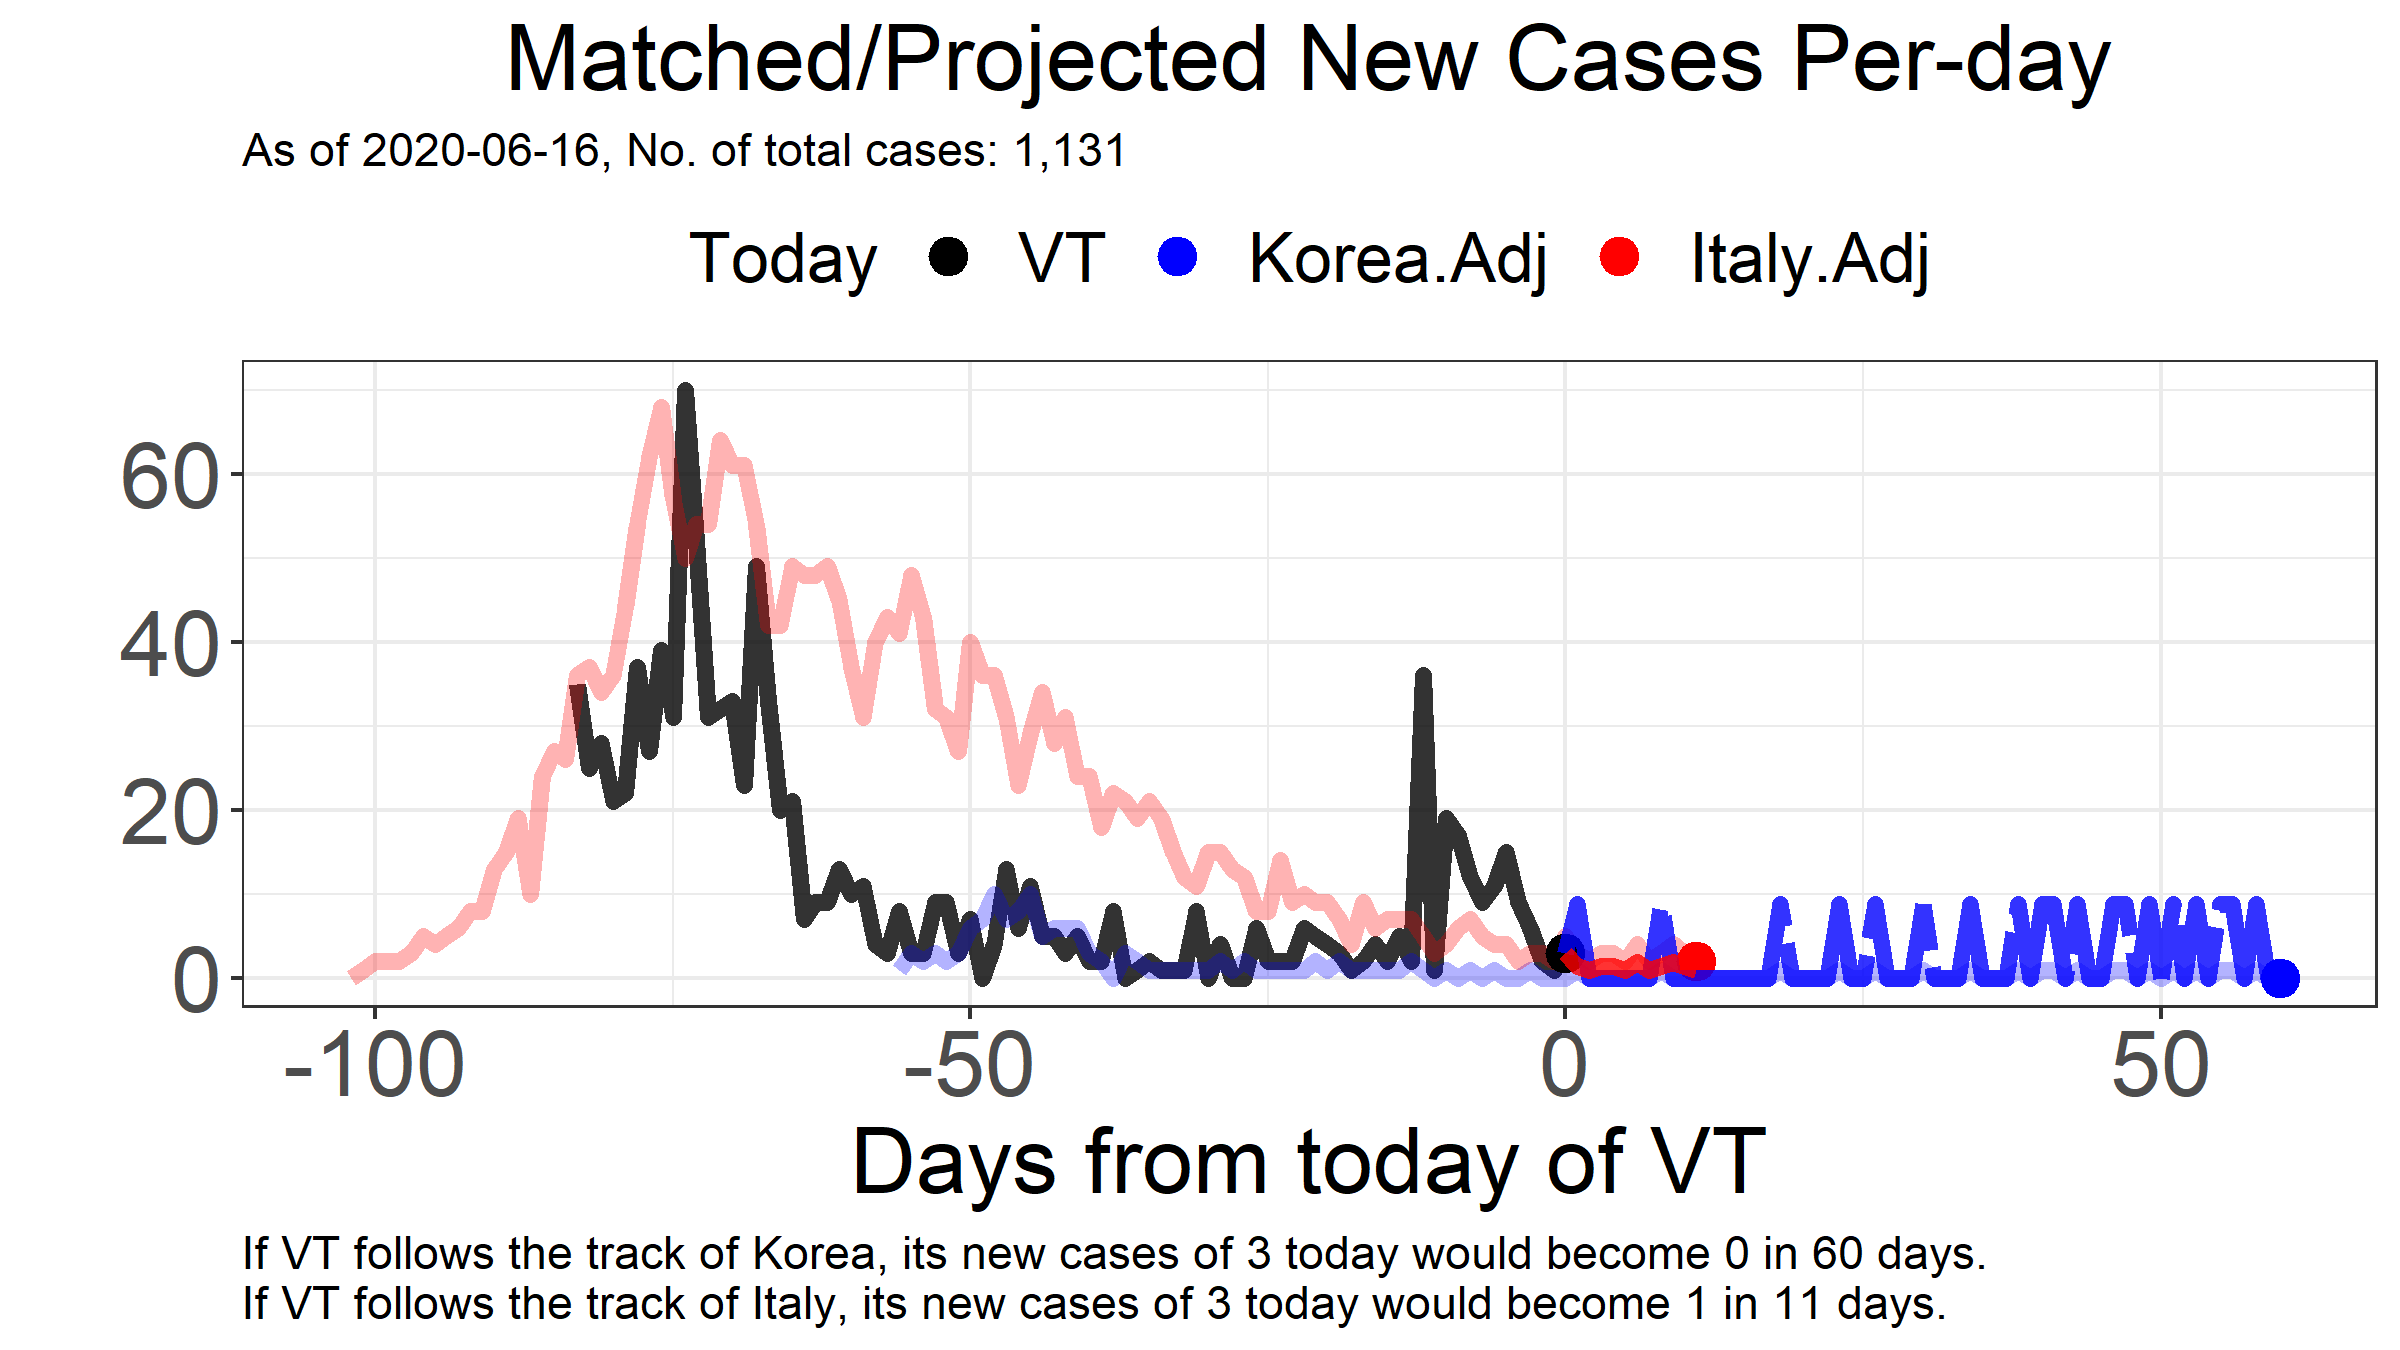 Matched/Projected New Cases Per-day
As of 2020-06-16, No. of total cases: 1,131
Today VT Korea.Adj Italy.Adj
60
40
20
0
-100 -50 0 50
Days from today of VT
If VT follows the track of Korea, its new cases of 3 today would become 0 in 60 days.
If VT follows the track of Italy, its new cases of 3 today would become 1 in 11 days.